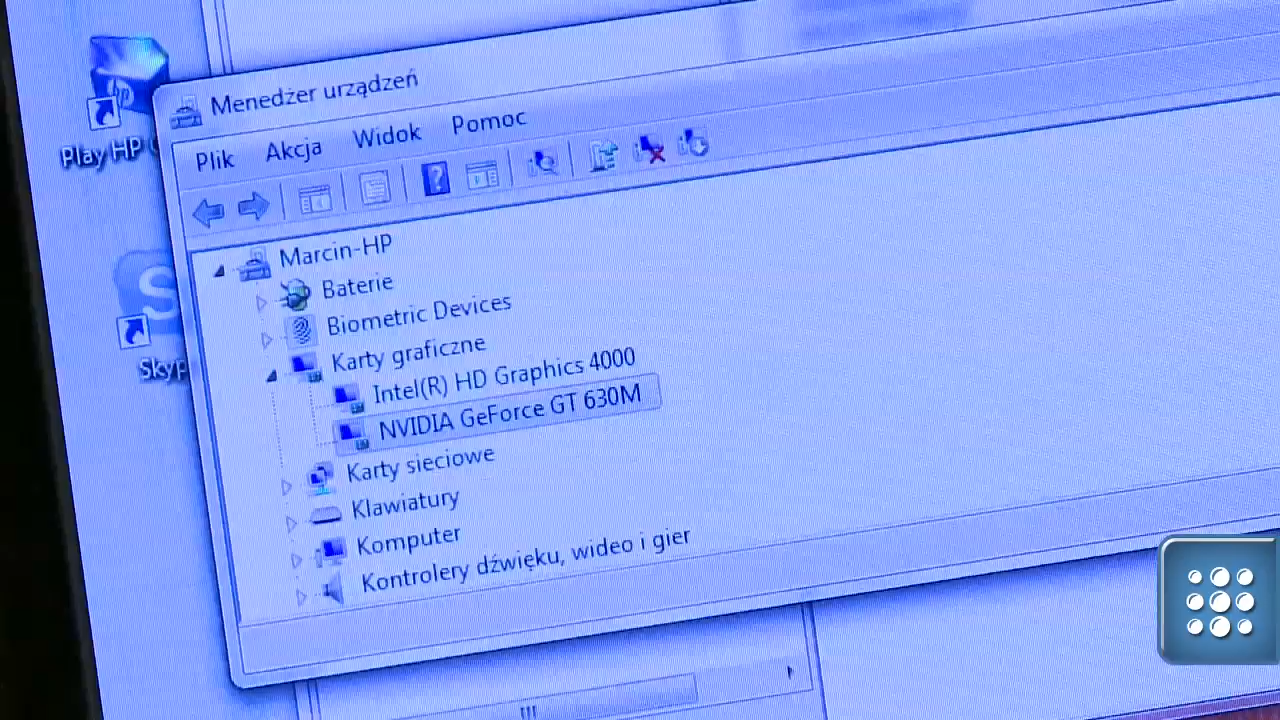 Menedżer urządzeń
Plik Akcja Widok Pomoc
Play HP
Marcin-HP
Baterie
Biometric Devices
Karty graficzne
Intel(R) HD Graphics 4000
NVIDIA GeForce GT 630M
Skyp
Karty sieciowe
Klawiatury
Komputer
Kontrolery dźwięku, wideo i gier